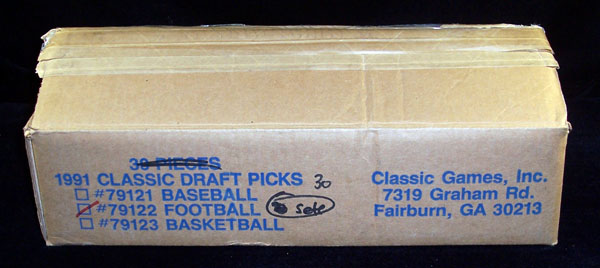 30 PIECES
1991 CLASSIC DRAFT PICKS 30
#79121 BASEBALL
#79122 FOOTBALL sets
#79123 BASKETBALL
Classic Games, Inc.
7319 Graham Rd.
Fairburn, GA 30213